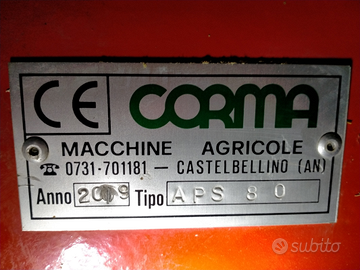 CE CORMA
MACCHINE AGRICOLE
☎ 0731-701181 – CASTELBELLINO (AN)
Anno 2009 Tipo APS 80
subito